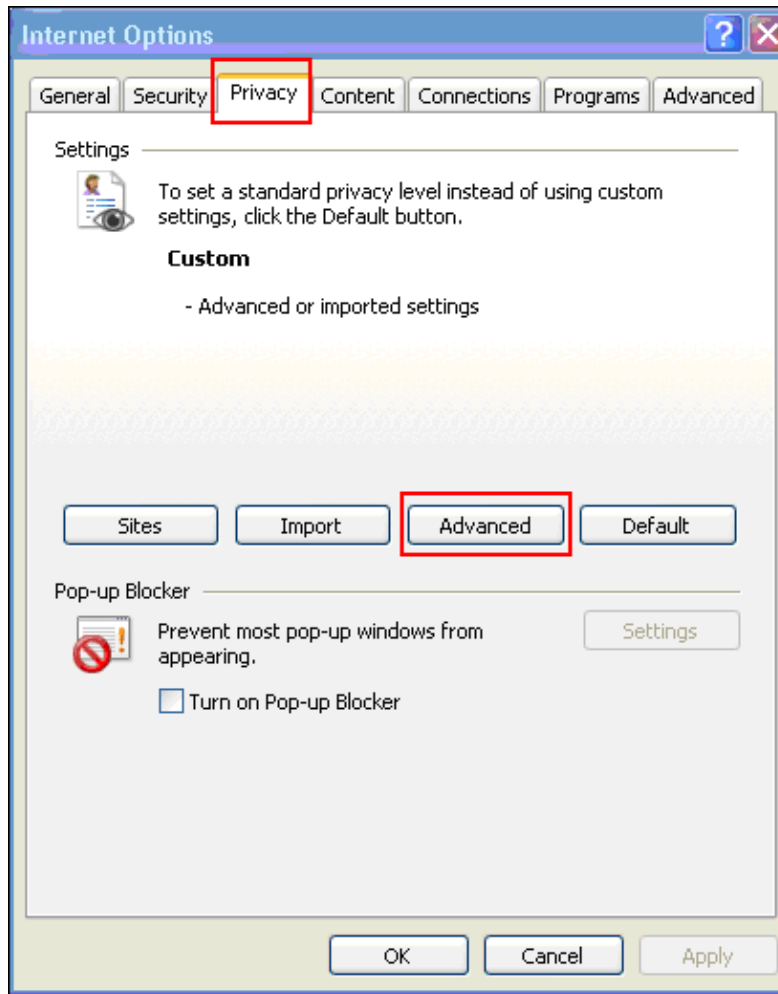 Internet Options
General Security Privacy Content Connections Programs Advanced
Settings
To set a standard privacy level instead of using custom
settings, click the Default button.
Custom
- Advanced or imported settings
Sites Import Advanced Default
Pop-up Blocker
Prevent most pop-up windows from
appearing.
Settings
Turn on Pop-up Blocker
OK Cancel Apply